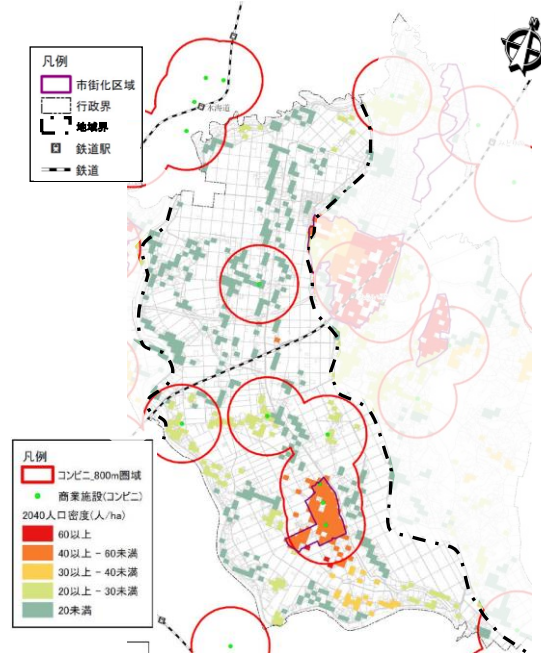 凡例
市街化区域
行政界
地域界
鉄道駅
鉄道
水海道
凡例
コンビニ_800m圏域
商業施設(コンビニ)
2040人口密度(人/ha)
60以上
40以上 - 60未満
30以上 - 40未満
20以上 - 30未満
20未満